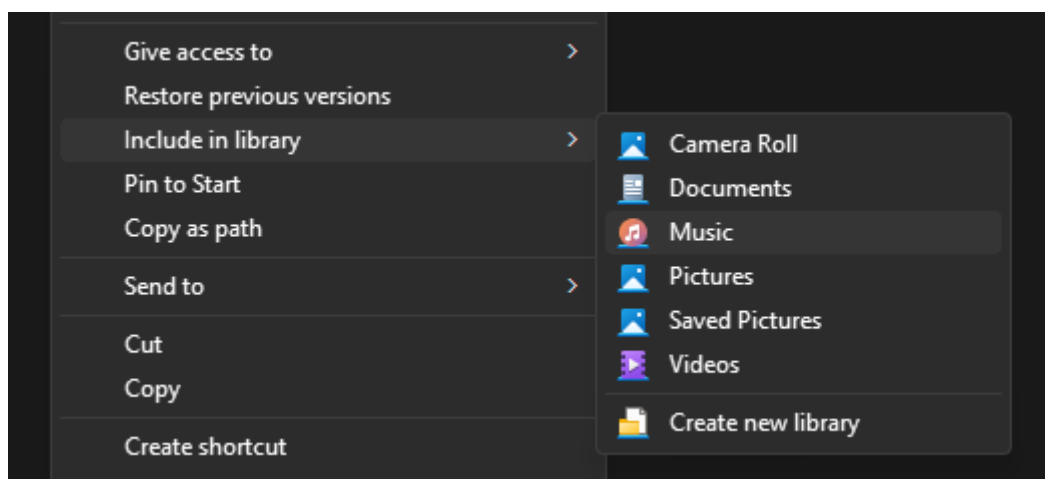 Give access to
Restore previous versions
Include in library
Pin to Start
Copy as path
Send to
Cut
Copy
Create shortcut
Camera Roll
Documents
Music
Pictures
Saved Pictures
Videos
Create new library